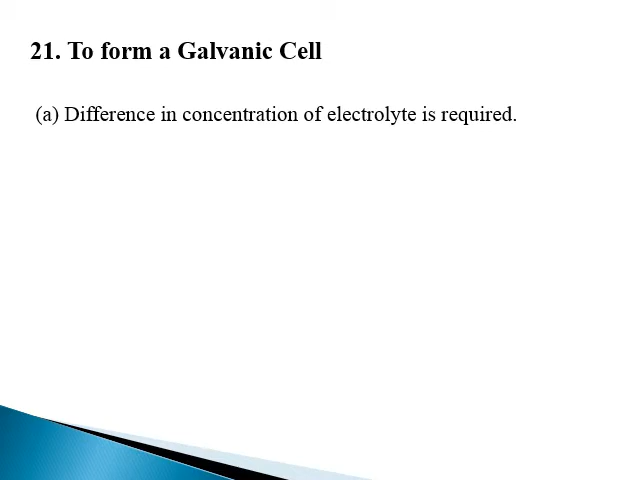 21. To form a Galvanic Cell
(a) Difference in concentration of electrolyte is required.